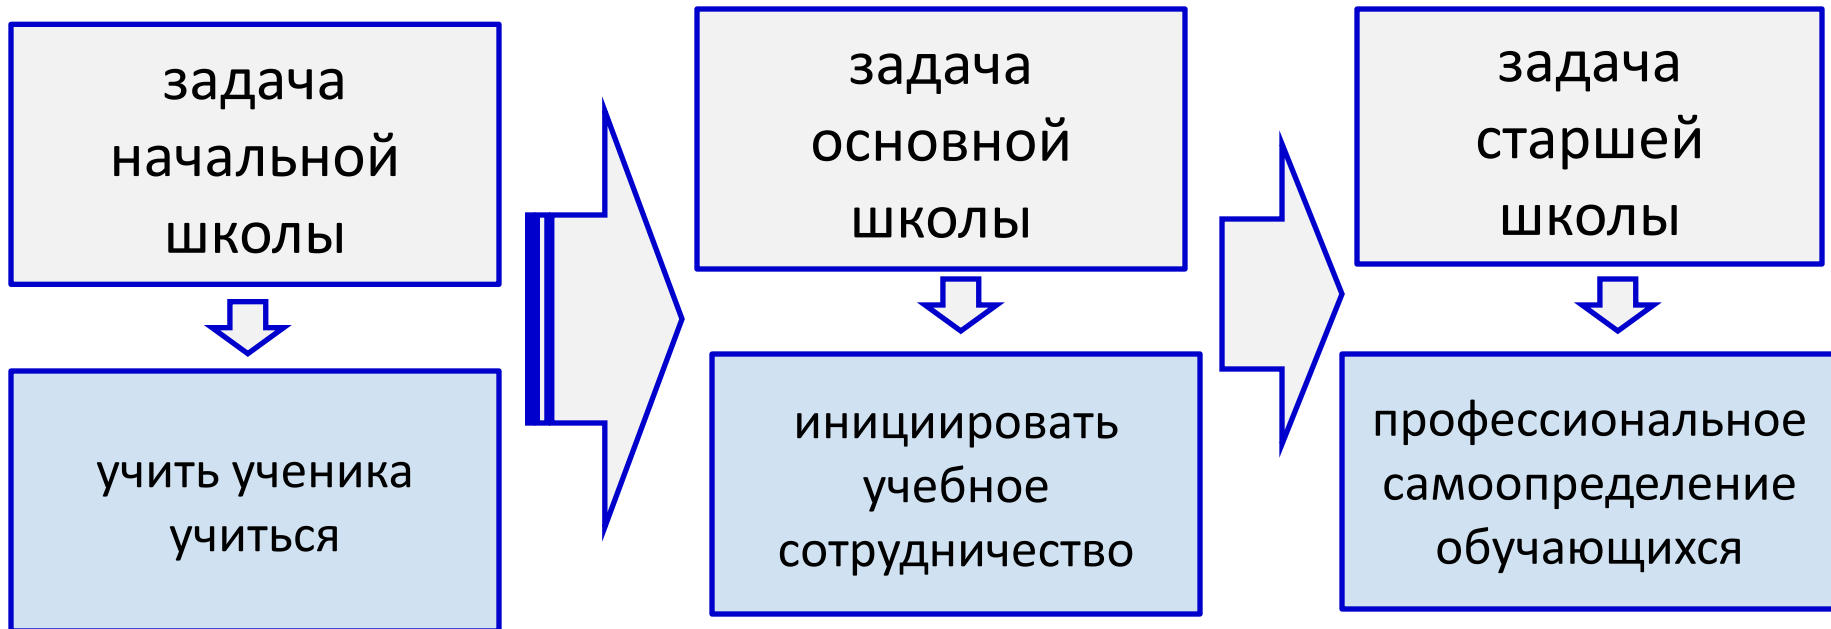 задача
начальной
школы
учить ученика
учиться
задача
основной
школы
инициировать
учебное
сотрудничество
задача
старшей
школы
профессиональное
самоопределение
обучающихся